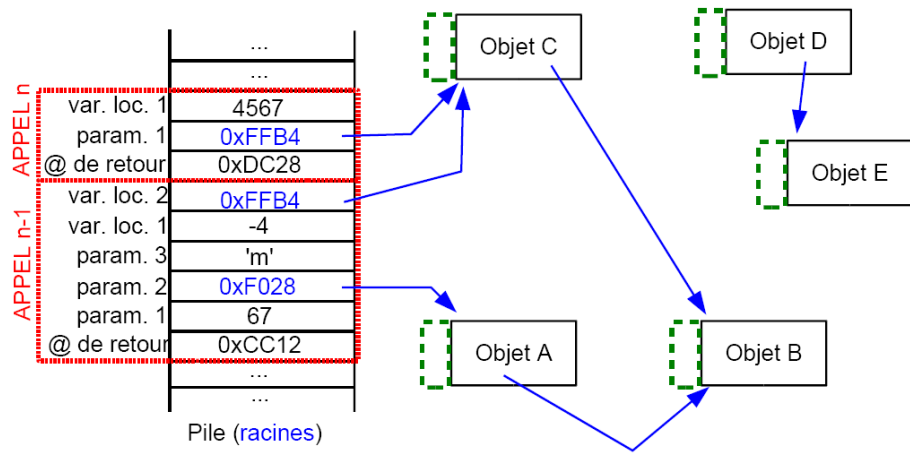 ...
...
APPEL n
var. loc. 1 4567
param. 1 0xFFB4
@ de retour 0xDC28
APPEL n-1
var. loc. 2 0xFFB4
var. loc. 1 -4
param. 3 'm'
param. 2 0xF028
param. 1 67
@ de retour 0xCC12
...
...
Pile (racines)
Objet C
Objet D
Objet E
Objet A
Objet B